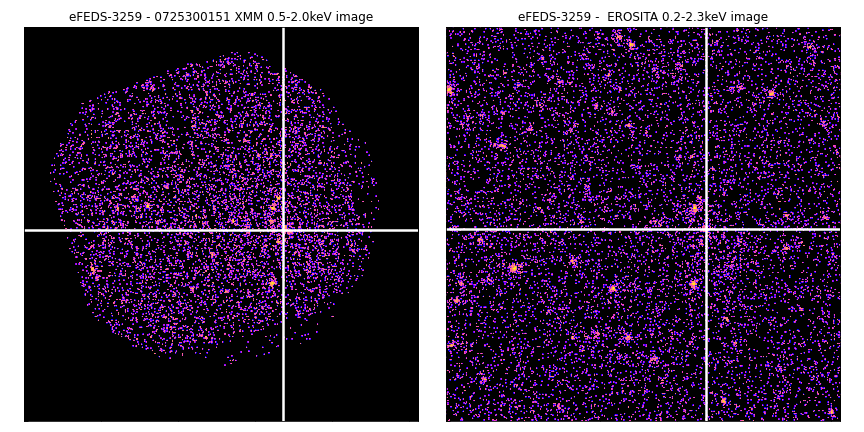 eFEDS-3259 - 0725300151 XMM 0.5-2.0keV image
eFEDS-3259 -  EROSITA 0.2-2.3keV image